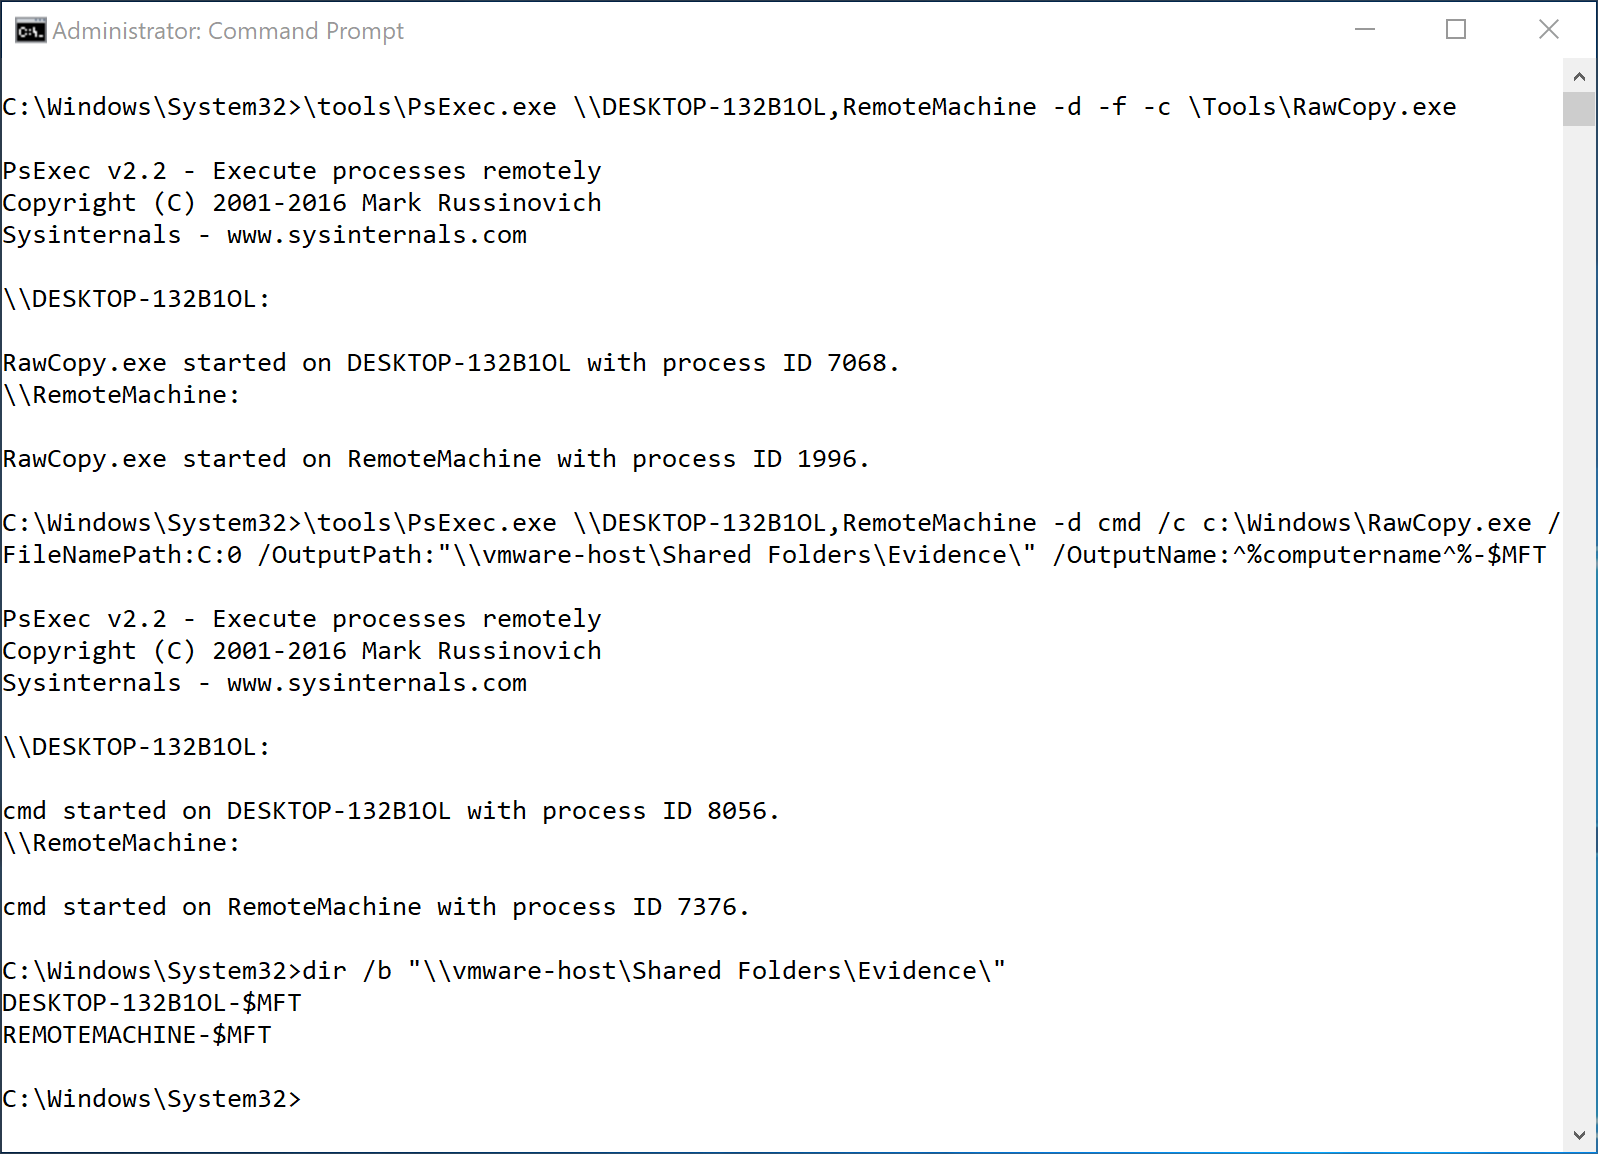 Administrator: Command Prompt
C:\Windows\System32>\tools\PsExec.exe \\DESKTOP-132B1OL,RemoteMachine -d -f -c \Tools\RawCopy.exe
PsExec v2.2 - Execute processes remotely
Copyright (C) 2001-2016 Mark Russinovich
Sysinternals - www.sysinternals.com
\\DESKTOP-132B1OL:
RawCopy.exe started on DESKTOP-132B1OL with process ID 7068.
\\RemoteMachine:
RawCopy.exe started on RemoteMachine with process ID 1996.
C:\Windows\System32>\tools\PsExec.exe \\DESKTOP-132B1OL,RemoteMachine -d cmd /c c:\Windows\RawCopy.exe /
FileNamePath:C:0 /OutputPath:"\\vmware-host\Shared Folders\Evidence\" /OutputName:^%computername^%-$MFT
PsExec v2.2 - Execute processes remotely
Copyright (C) 2001-2016 Mark Russinovich
Sysinternals - www.sysinternals.com
\\DESKTOP-132B1OL:
cmd started on DESKTOP-132B1OL with process ID 8056.
\\RemoteMachine:
cmd started on RemoteMachine with process ID 7376.
C:\Windows\System32>dir /b "\\vmware-host\Shared Folders\Evidence\"
DESKTOP-132B1OL-$MFT
REMOTEMACHINE-$MFT
C:\Windows\System32>